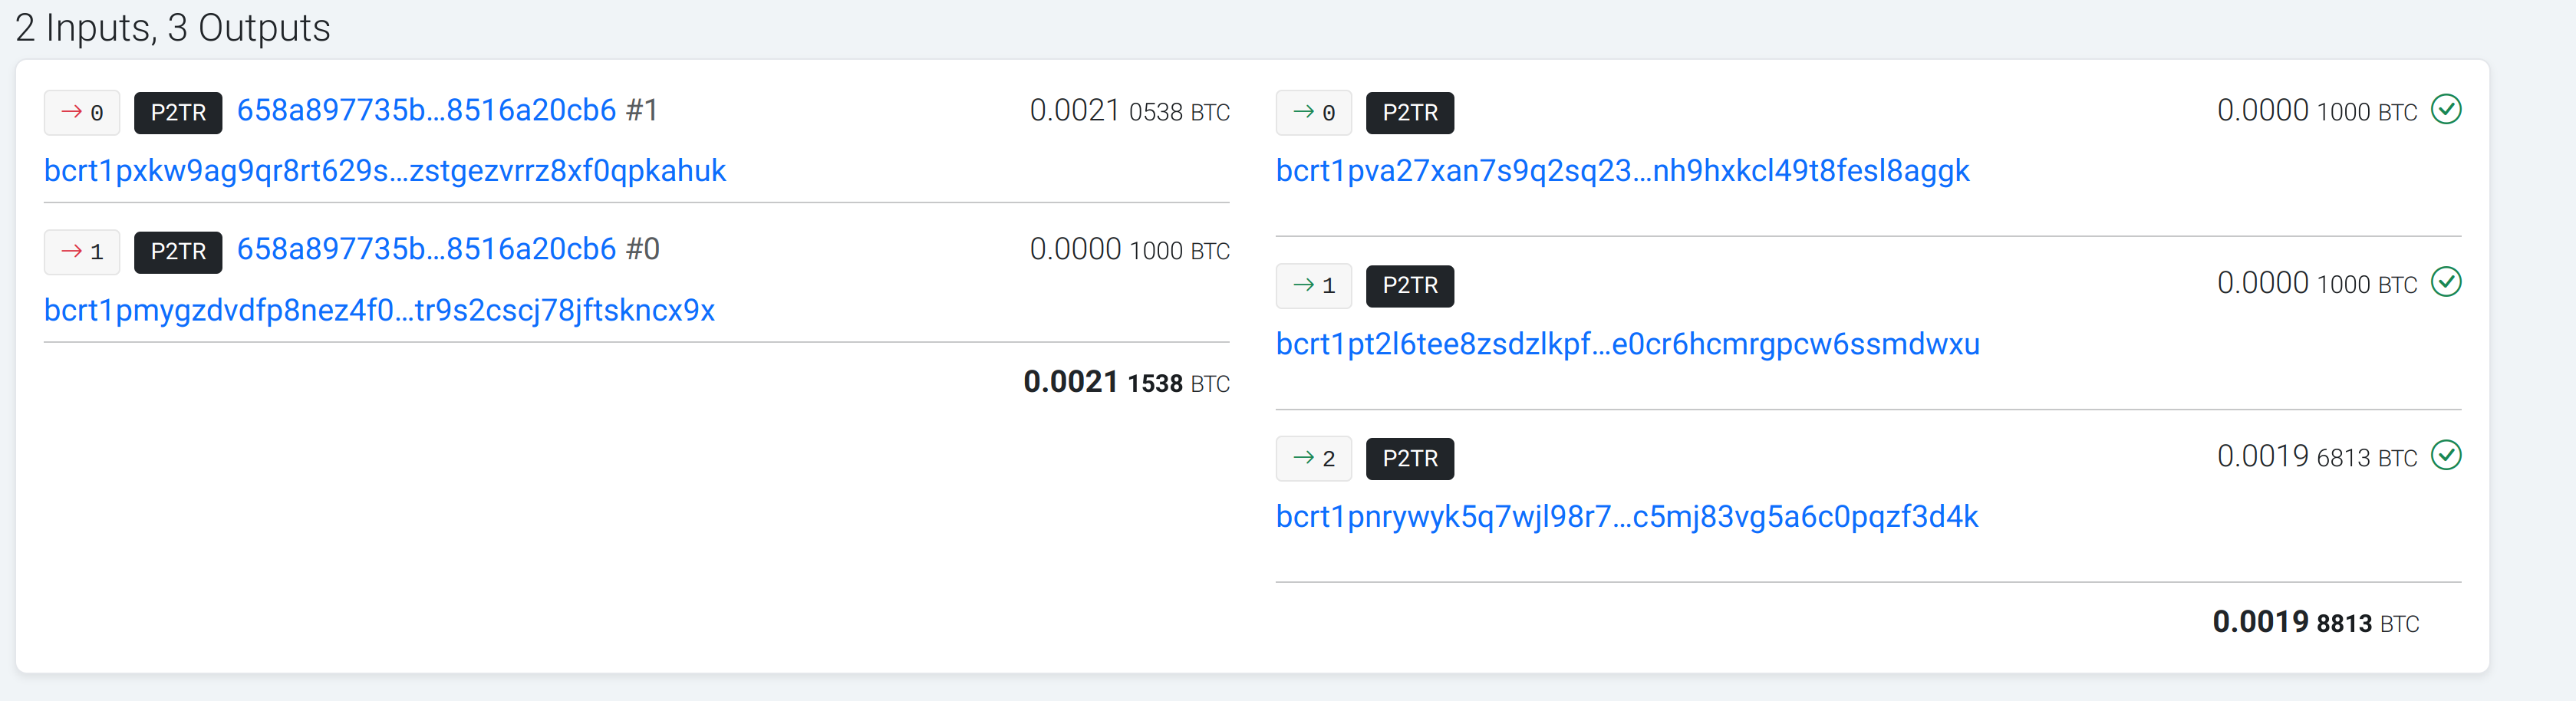 2 Inputs, 3 Outputs
→ 0 P2TR 658a897735b…8516a20cb6 #1 0.0021 0538 BTC
bcrt1pxkw9ag9qr8rt629s…zstgezvrrz8xf0qpkahuk
→ 1 P2TR 658a897735b…8516a20cb6 #0 0.0000 1000 BTC
bcrt1pmygzdvdfp8nez4f0…tr9s2cscj78jftskncx9x
0.0021 1538 BTC
→ 0 P2TR 0.0000 1000 BTC
bcrt1pva27xan7s9q2sq23…nh9hxkcl49t8fesl8aggk
→ 1 P2TR 0.0000 1000 BTC
bcrt1pt2l6tee8zsdzlkpf…e0cr6hcmrgpcw6ssmdwxu
→ 2 P2TR 0.0019 6813 BTC
bcrt1pnrywyk5q7wjl98r7…c5mj83vg5a6c0pqzf3d4k
0.0019 8813 BTC